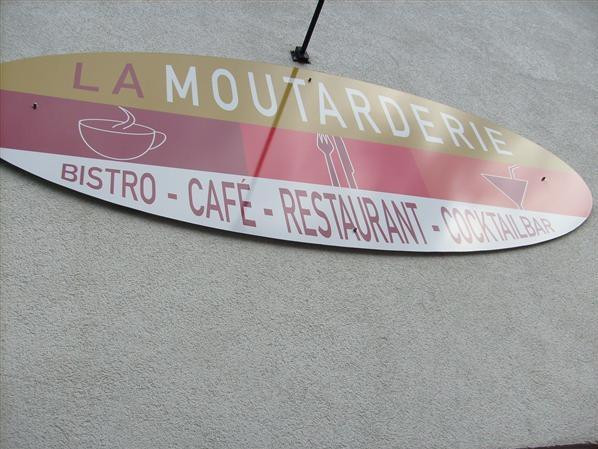 LA MOUTARDERIE
BISTRO - CAFÉ - RESTAURANT - COCKTAILBAR